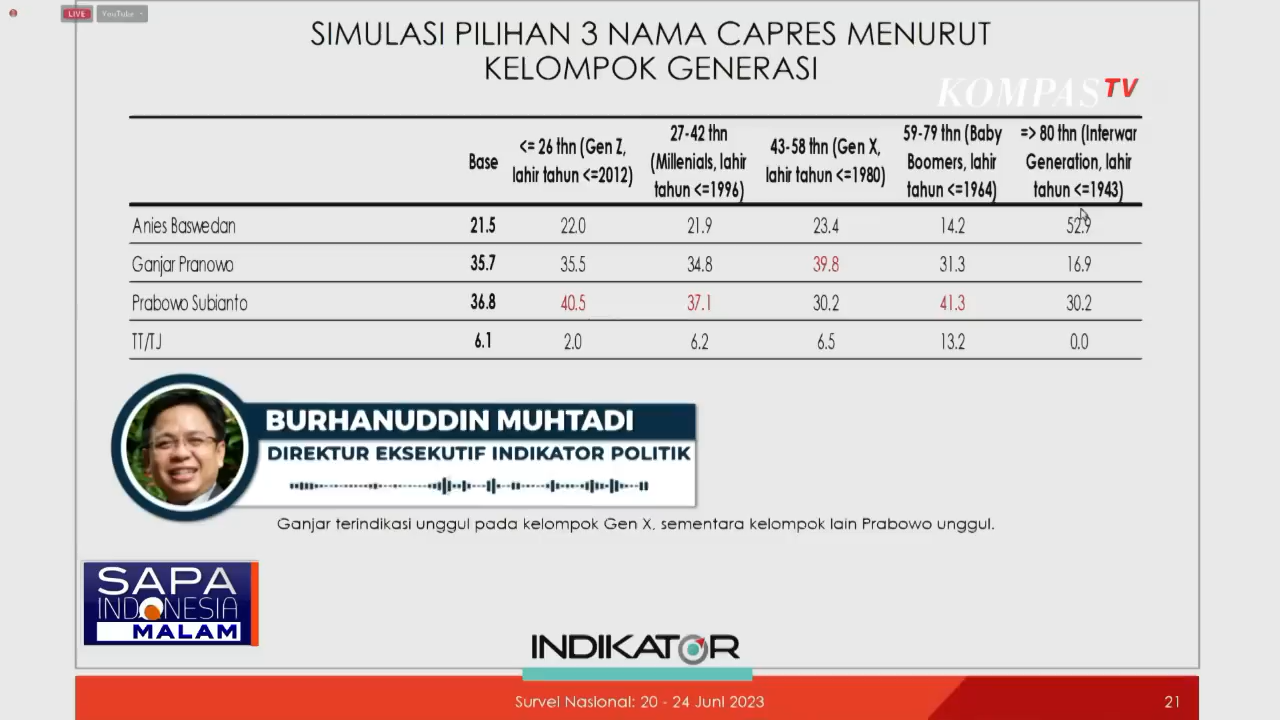 LIVE YouTube
SIMULASI PILIHAN 3 NAMA CAPRES MENURUT
KELOMPOK GENERASI
KOMPAS TV
Base
<= 26 thn (Gen Z,
lahir tahun <=2012)
27-42 thn
(Millenials, lahir
tahun <=1996)
43-58 thn (Gen X,
lahir tahun <=1980)
59-79 thn (Baby
Boomers, lahir
tahun <=1964)
=> 80 thn (Interwar
Generation, lahir
tahun <=1943)
Anies Baswedan 21.5 22.0 21.9 23.4 14.2 52.9
Ganjar Pranowo 35.7 35.5 34.8 39.8 31.3 16.9
Prabowo Subianto 36.8 40.5 37.1 30.2 41.3 30.2
TT/TJ 6.1 2.0 6.2 6.5 13.2 0.0
BURHANUDDIN MUHTADI
DIREKTUR EKSEKUTIF INDIKATOR POLITIK
Ganjar terindikasi unggul pada kelompok Gen X, sementara kelompok lain Prabowo unggul.
SAPA
INDONESIA
MALAM
INDIKATOR
Survei Nasional: 20 - 24 Juni 2023
21